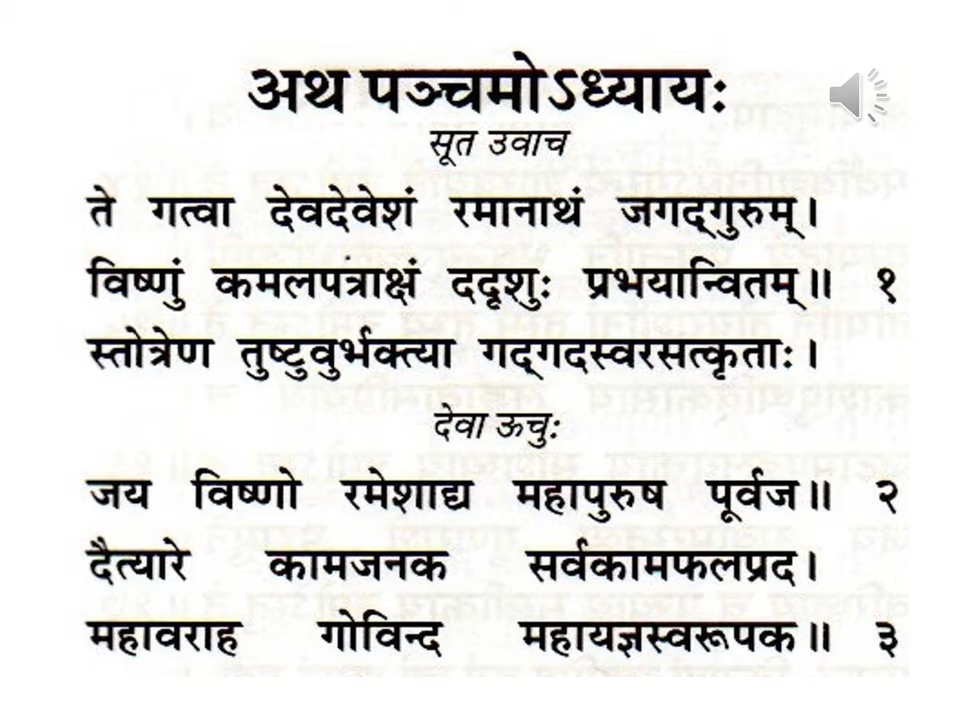 अथ पञ्चमोऽध्यायः
सूत उवाच
ते गत्वा देवदेवेशं रमानाथं जगद्‌गुरुम्।
विष्णुं कमलपत्राक्षं ददृशुः प्रभयान्वितम्॥ १
स्तोत्रेण तुष्टुवुर्भक्त्या गद्‌गदस्वरसत्कृताः।
देवा ऊचुः
जय विष्णो रमेशाद्य महापुरुष पूर्वज॥ २
दैत्यारे कामजनक सर्वकामफलप्रद।
महावराह गोविन्द महायज्ञस्वरूपक॥ ३